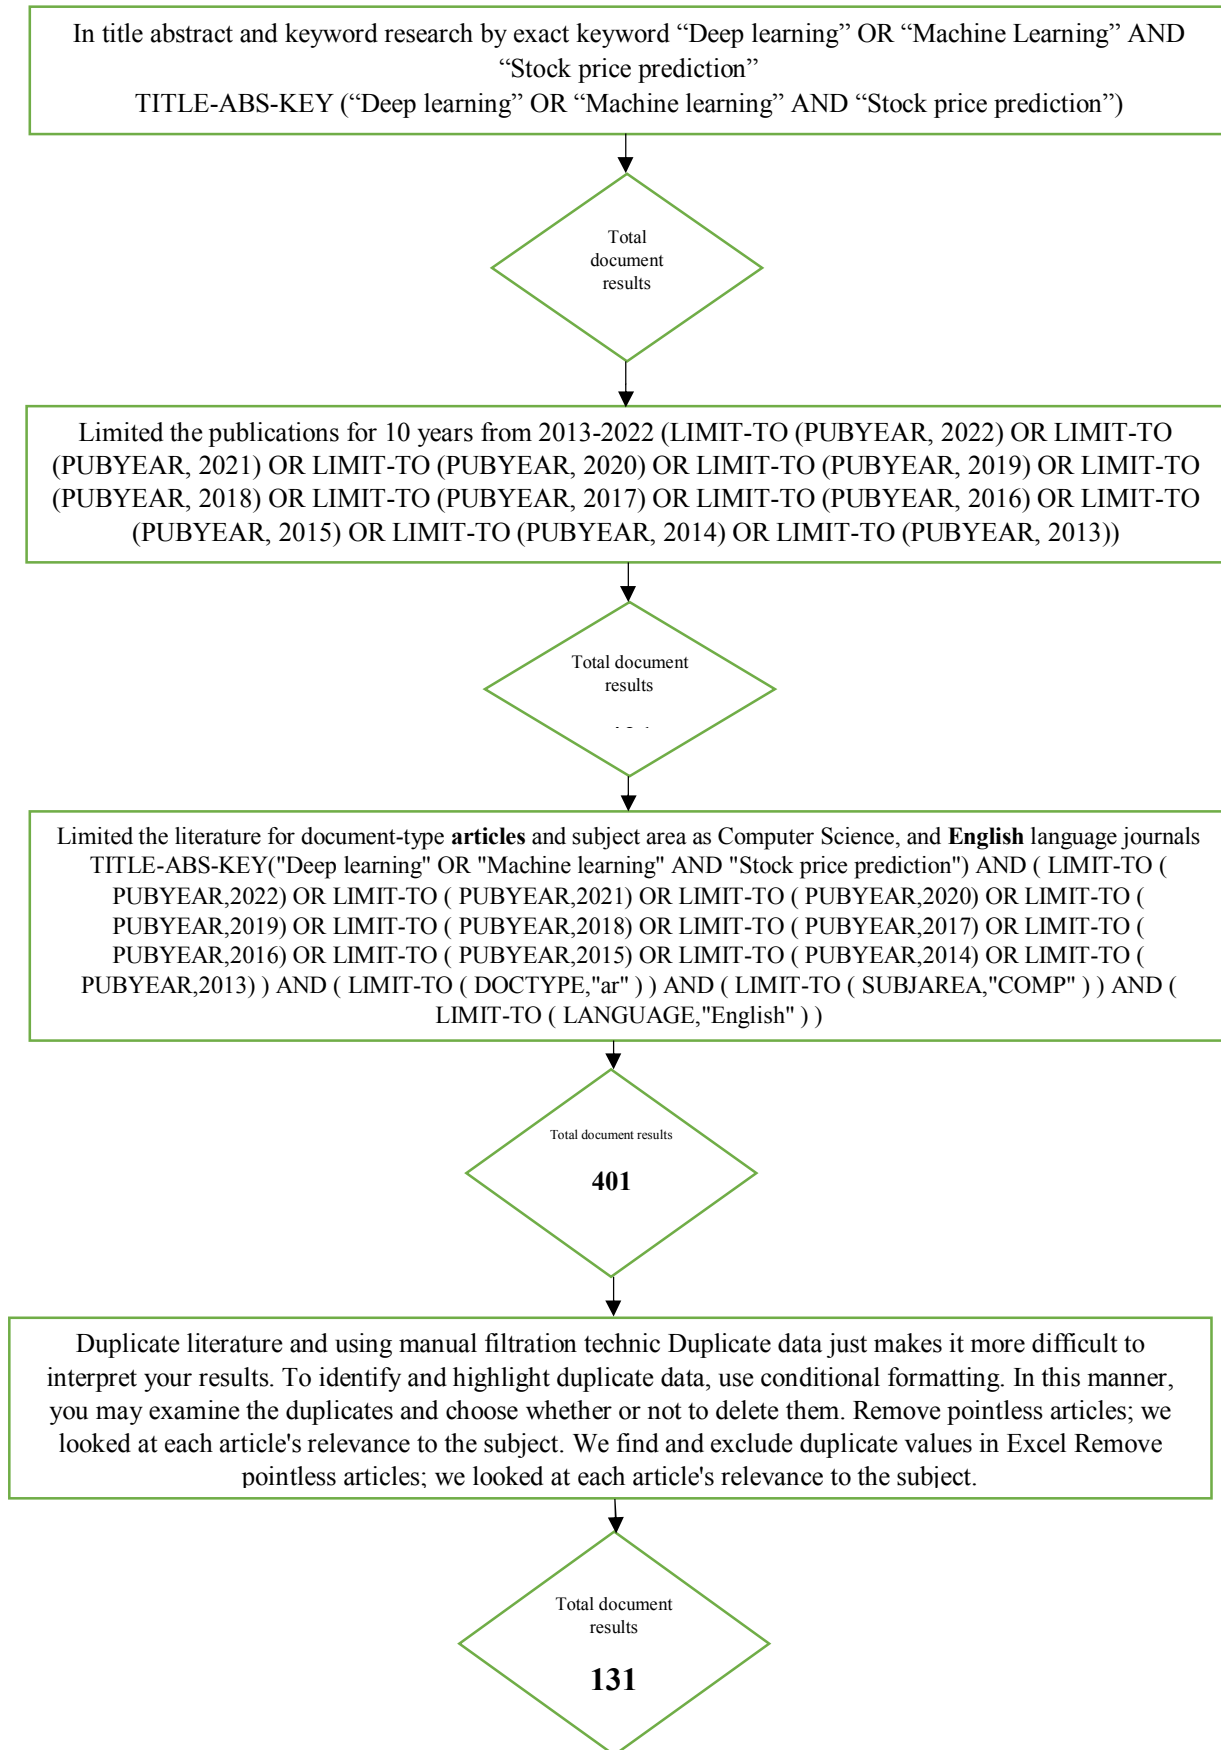 In title abstract and keyword research by exact keyword “Deep learning” OR “Machine Learning” AND
“Stock price prediction”
TITLE-ABS-KEY (“Deep learning” OR “Machine learning” AND “Stock price prediction”)
Total
document
results
Limited the publications for 10 years from 2013-2022 (LIMIT-TO (PUBYEAR, 2022) OR LIMIT-TO
(PUBYEAR, 2021) OR LIMIT-TO (PUBYEAR, 2020) OR LIMIT-TO (PUBYEAR, 2019) OR LIMIT-TO
(PUBYEAR, 2018) OR LIMIT-TO (PUBYEAR, 2017) OR LIMIT-TO (PUBYEAR, 2016) OR LIMIT-TO
(PUBYEAR, 2015) OR LIMIT-TO (PUBYEAR, 2014) OR LIMIT-TO (PUBYEAR, 2013))
Total document
results
Limited the literature for document-type articles and subject area as Computer Science, and English language journals
TITLE-ABS-KEY("Deep learning" OR "Machine learning" AND "Stock price prediction") AND ( LIMIT-TO (
PUBYEAR,2022) OR LIMIT-TO ( PUBYEAR,2021) OR LIMIT-TO ( PUBYEAR,2020) OR LIMIT-TO (
PUBYEAR,2019) OR LIMIT-TO ( PUBYEAR,2018) OR LIMIT-TO ( PUBYEAR,2017) OR LIMIT-TO (
PUBYEAR,2016) OR LIMIT-TO ( PUBYEAR,2015) OR LIMIT-TO ( PUBYEAR,2014) OR LIMIT-TO (
PUBYEAR,2013) ) AND ( LIMIT-TO ( DOCTYPE,"ar" ) ) AND ( LIMIT-TO ( SUBJAREA,"COMP" ) ) AND (
LIMIT-TO ( LANGUAGE,"English" ) )
Total document results
401
Duplicate literature and using manual filtration technic Duplicate data just makes it more difficult to
interpret your results. To identify and highlight duplicate data, use conditional formatting. In this manner,
you may examine the duplicates and choose whether or not to delete them. Remove pointless articles; we
looked at each article's relevance to the subject. We find and exclude duplicate values in Excel Remove
pointless articles; we looked at each article's relevance to the subject.
Total document
results
131